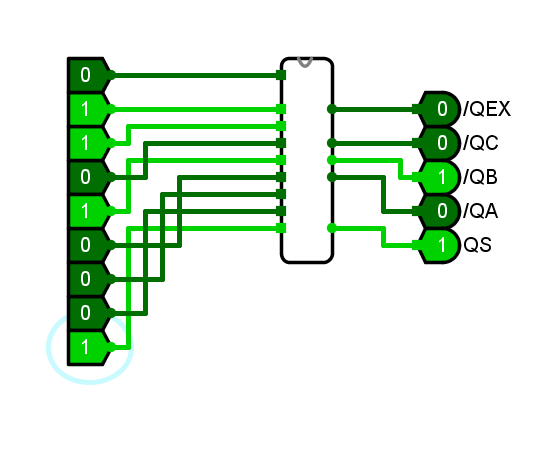 0
1
1
0 0 /QEX
1 0 /QC
0 1 /QB
0 0 /QA
0 1 QS
1